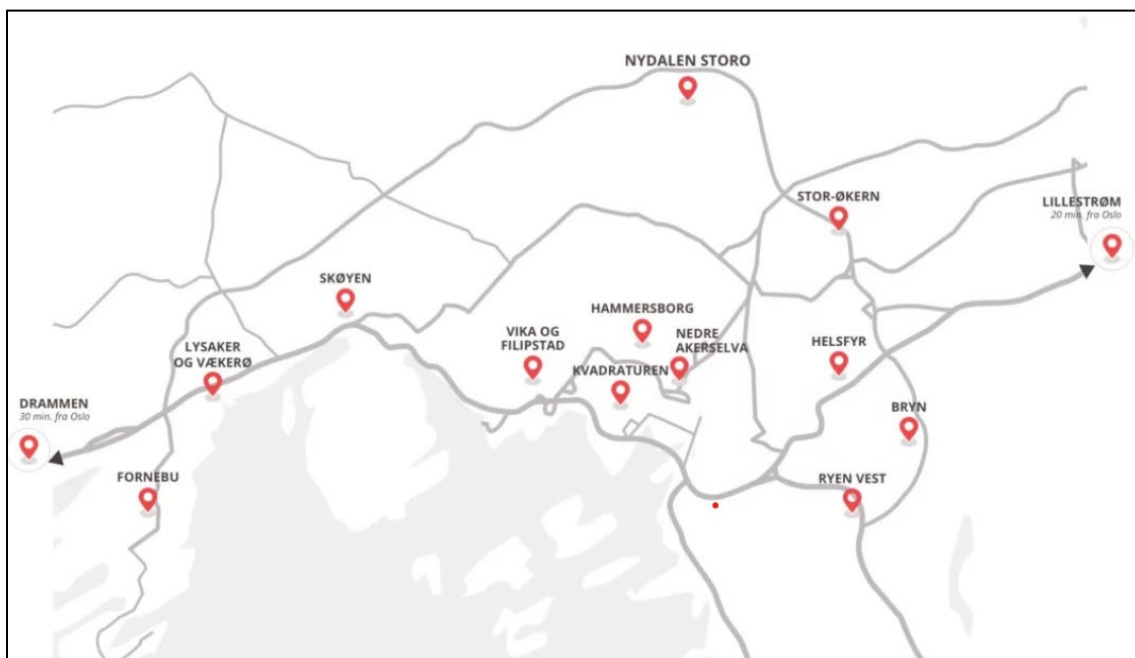 NYDALEN STORO
STOR-ØKERN
LILLESTRØM
20 min. fra Oslo
SKØYEN
HAMMERSBORG
VIKA OG
FILIPSTAD
NEDRE
AKERSELVA
HELSFYR
LYSAKER
OG VÆKERØ
KVADRATUREN
DRAMMEN
30 min. fra Oslo
BRYN
FORNEBU
RYEN VEST